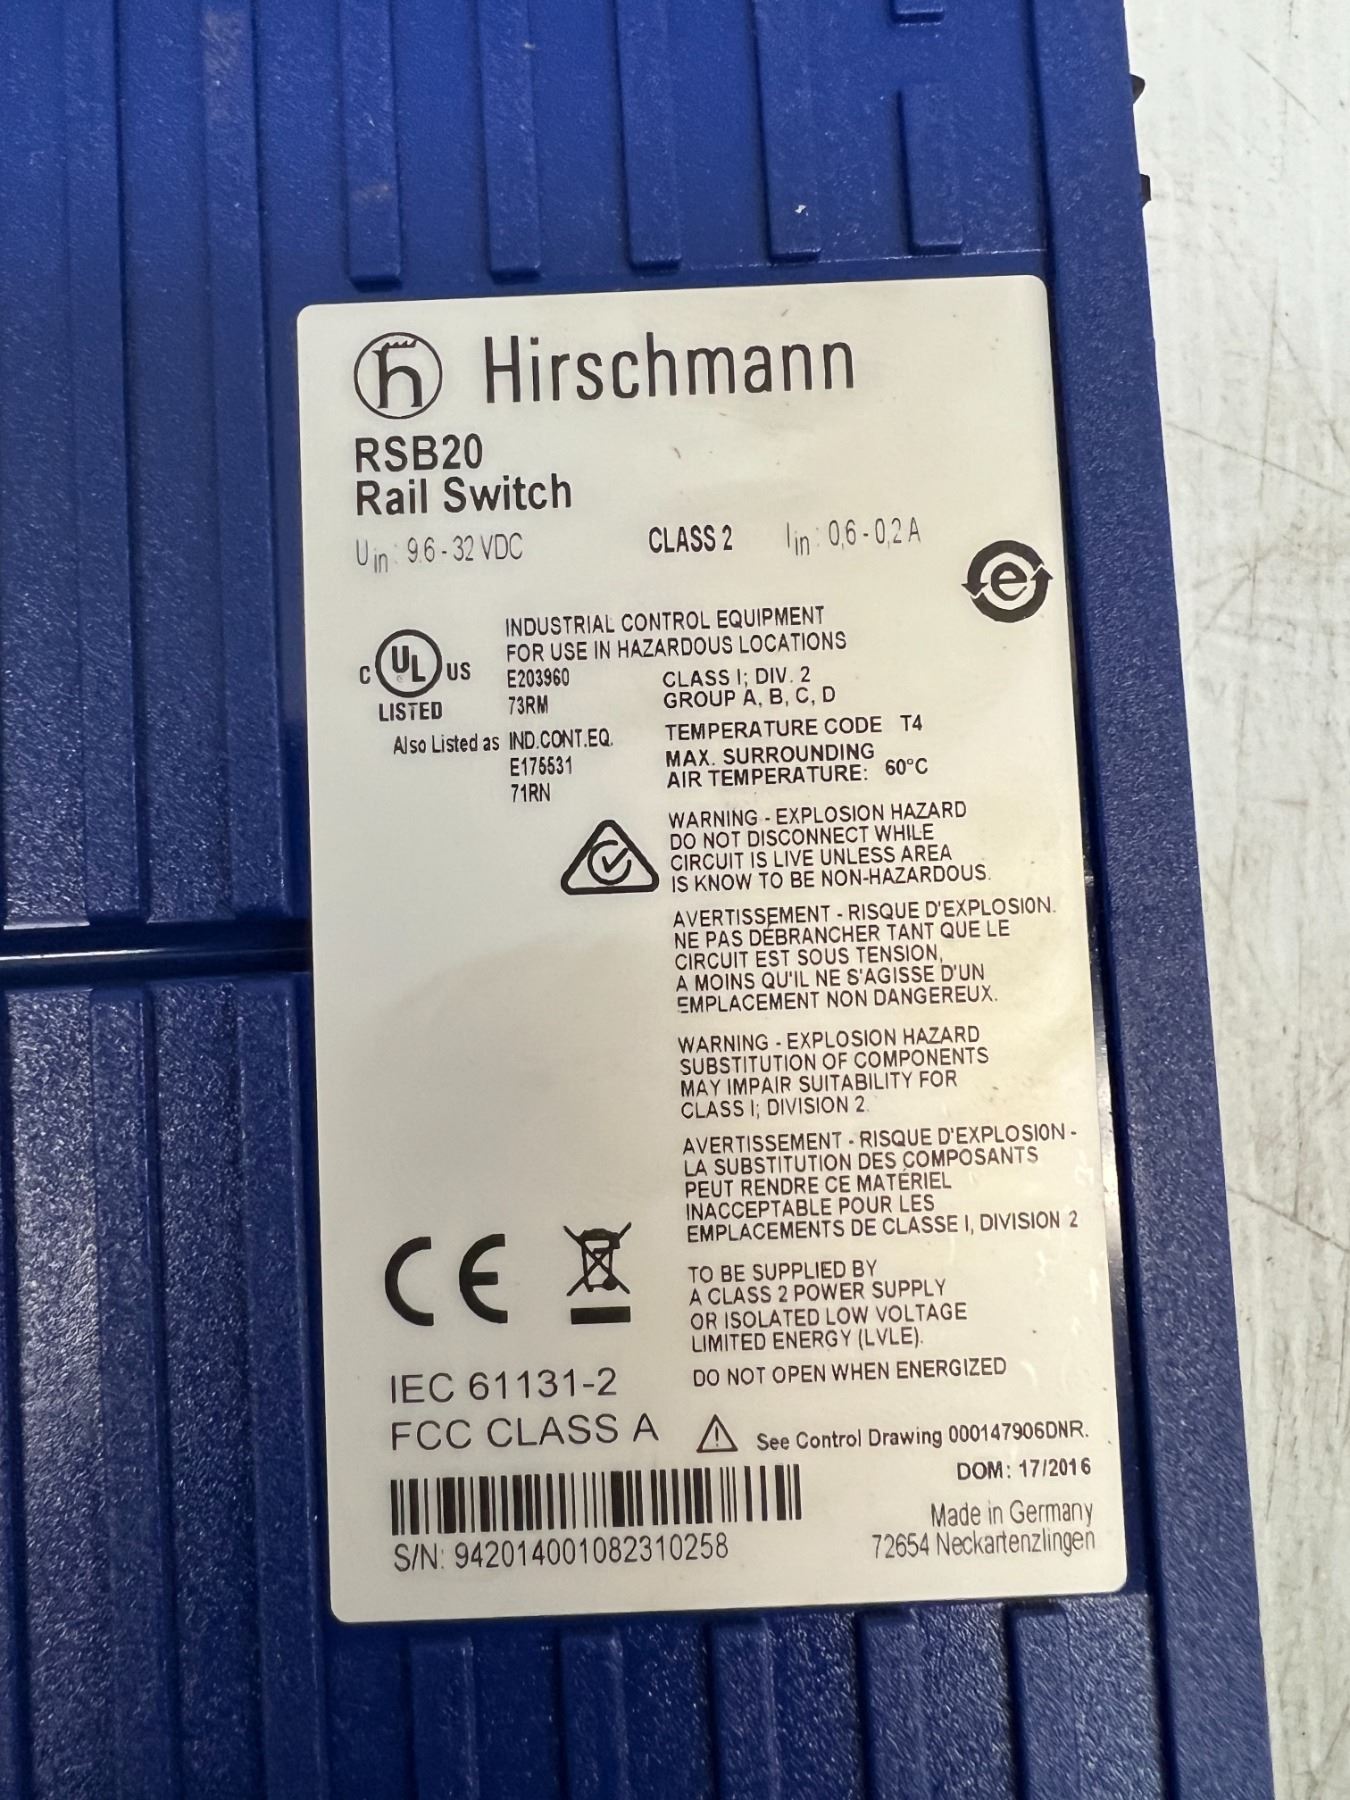 Hirschmann
RSB20
Rail Switch
Uin: 9.6 - 32 VDC CLASS 2 Iin: 0,6 - 0,2 A
e
INDUSTRIAL CONTROL EQUIPMENT
FOR USE IN HAZARDOUS LOCATIONS
C UL US
LISTED
E203960
73RM
Also Listed as IND.CONT.EQ.
E175531
71RN
CLASS I; DIV. 2
GROUP A, B, C, D
TEMPERATURE CODE T4
MAX. SURROUNDING
AIR TEMPERATURE: 60°C
WARNING - EXPLOSION HAZARD
DO NOT DISCONNECT WHILE
CIRCUIT IS LIVE UNLESS AREA
IS KNOW TO BE NON-HAZARDOUS.
AVERTISSEMENT - RISQUE D'EXPLOSION.
NE PAS DÉBRANCHER TANT QUE LE
CIRCUIT EST SOUS TENSION,
A MOINS QU'IL NE S'AGISSE D'UN
EMPLACEMENT NON DANGEREUX.
WARNING - EXPLOSION HAZARD
SUBSTITUTION OF COMPONENTS
MAY IMPAIR SUITABILITY FOR
CLASS I; DIVISION 2.
AVERTISSEMENT - RISQUE D'EXPLOSION -
LA SUBSTITUTION DES COMPOSANTS
PEUT RENDRE CE MATÉRIEL
INACCEPTABLE POUR LES
EMPLACEMENTS DE CLASSE I, DIVISION 2
TO BE SUPPLIED BY
A CLASS 2 POWER SUPPLY
OR ISOLATED LOW VOLTAGE
LIMITED ENERGY (LVLE).
DO NOT OPEN WHEN ENERGIZED
CE
IEC 61131-2
FCC CLASS A
See Control Drawing 000147906DNR.
DOM: 17/2016
Made in Germany
72654 Neckartenzlingen
S/N: 942014001082310258